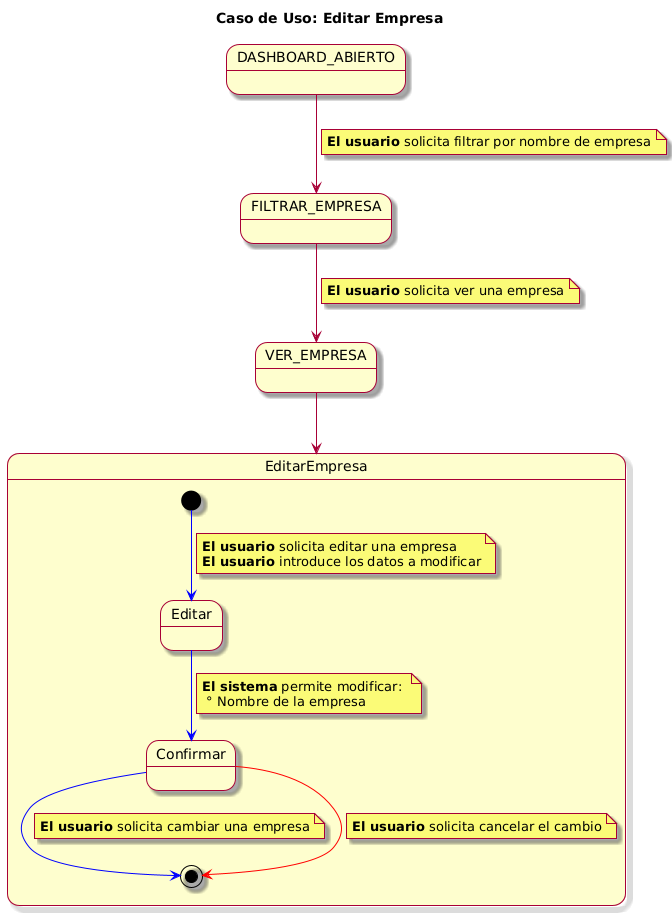 Caso de Uso: Editar Empresa
DASHBOARD_ABIERTO
El usuario solicita filtrar por nombre de empresa
FILTRAR_EMPRESA
El usuario solicita ver una empresa
VER_EMPRESA
EditarEmpresa
El usuario solicita editar una empresa
El usuario introduce los datos a modificar
Editar
El sistema permite modificar:
° Nombre de la empresa
Confirmar
El usuario solicita cambiar una empresa
El usuario solicita cancelar el cambio